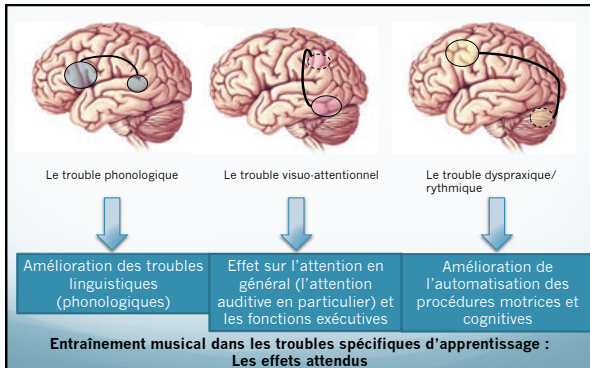 Le trouble phonologique
Le trouble visuo-attentionnel
Le trouble dyspraxique/
rythmique
Amélioration des troubles
linguistiques
(phonologiques)
Effet sur l'attention en
général (l'attention
auditive en particulier) et
les fonctions exécutives
Amélioration de
l'automatisation des
procédures motrices et
cognitives
Entraînement musical dans les troubles spécifiques d'apprentissage :
Les effets attendus